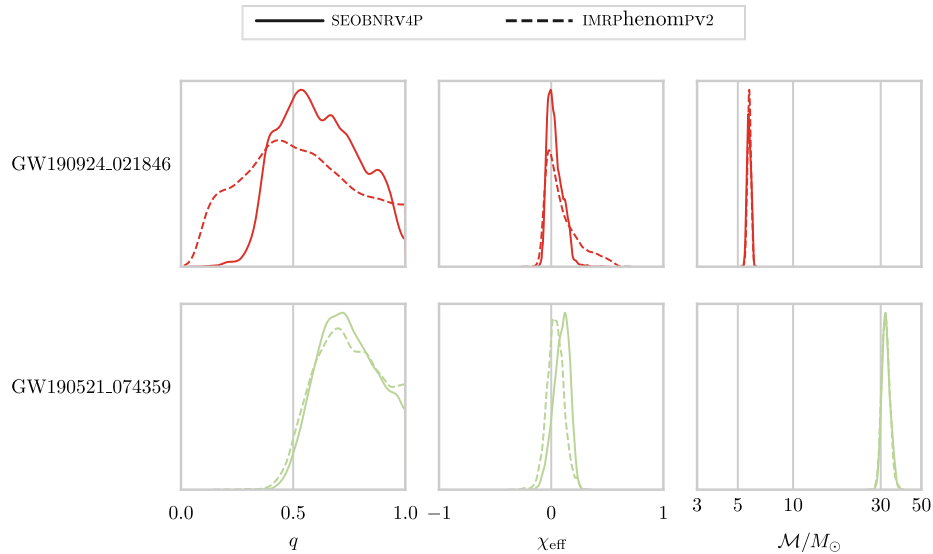 SEOBNRv4P IMRPhenomPv2
GW190924_021846
GW190521_074359
0.0 0.5 1.0 −1 0 1 3 5 10 30 50
q χeff M/M⊙